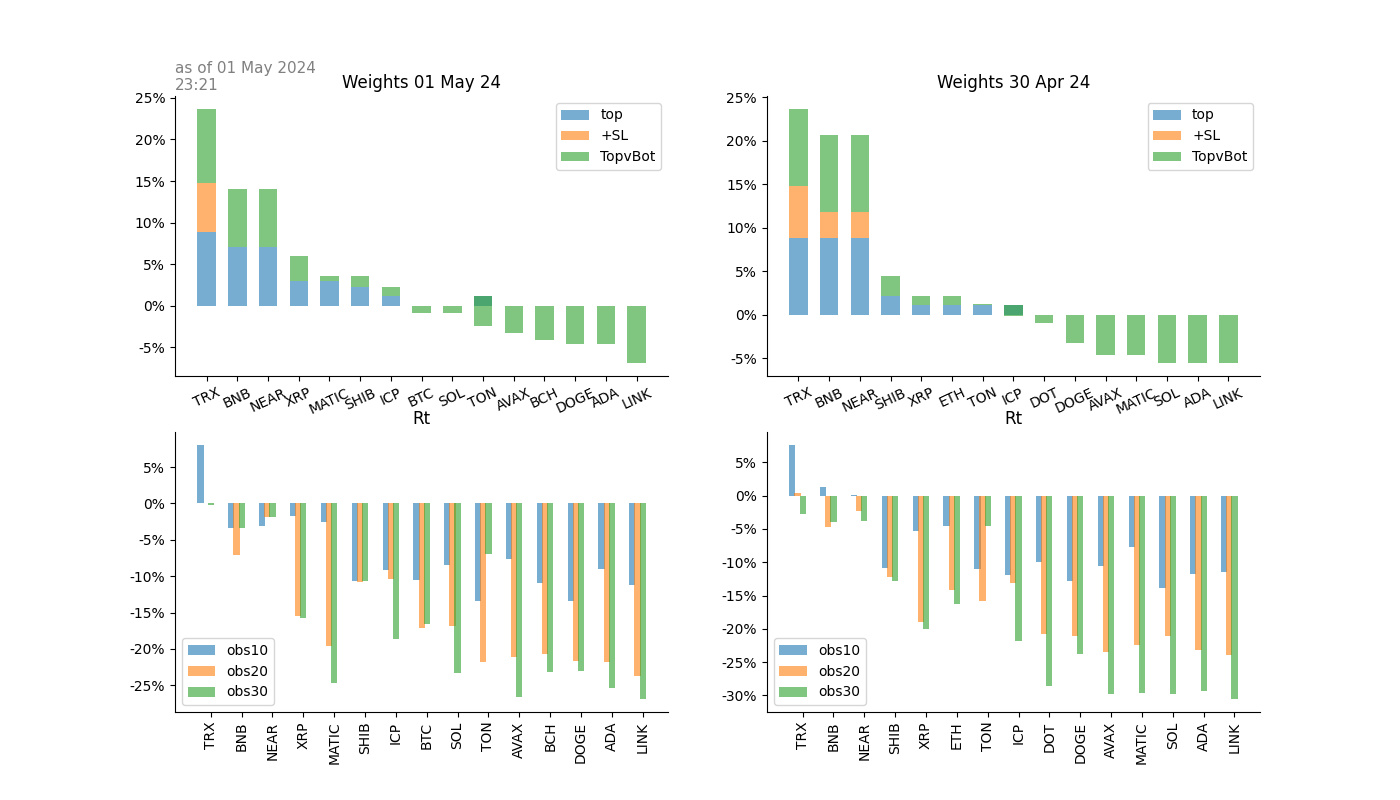 as of 01 May 2024
23:21
Weights 01 May 24
25%
20%
15%
10%
5%
0%
-5%
top
+SL
TopvBot
TRX BNB NEAR XRP MATIC SHIB ICP BTC SOL TON AVAX BCH DOGE ADA LINK
Weights 30 Apr 24
25%
20%
15%
10%
5%
0%
-5%
top
+SL
TopvBot
TRX BNB NEAR SHIB XRP ETH TON ICP DOT DOGE AVAX MATIC SOL ADA LINK
Rt
5%
0%
-5%
-10%
-15%
-20%
-25%
obs10
obs20
obs30
TRX BNB NEAR XRP MATIC SHIB ICP BTC SOL TON AVAX BCH DOGE ADA LINK
Rt
5%
0%
-5%
-10%
-15%
-20%
-25%
-30%
obs10
obs20
obs30
TRX BNB NEAR SHIB XRP ETH TON ICP DOT DOGE AVAX MATIC SOL ADA LINK